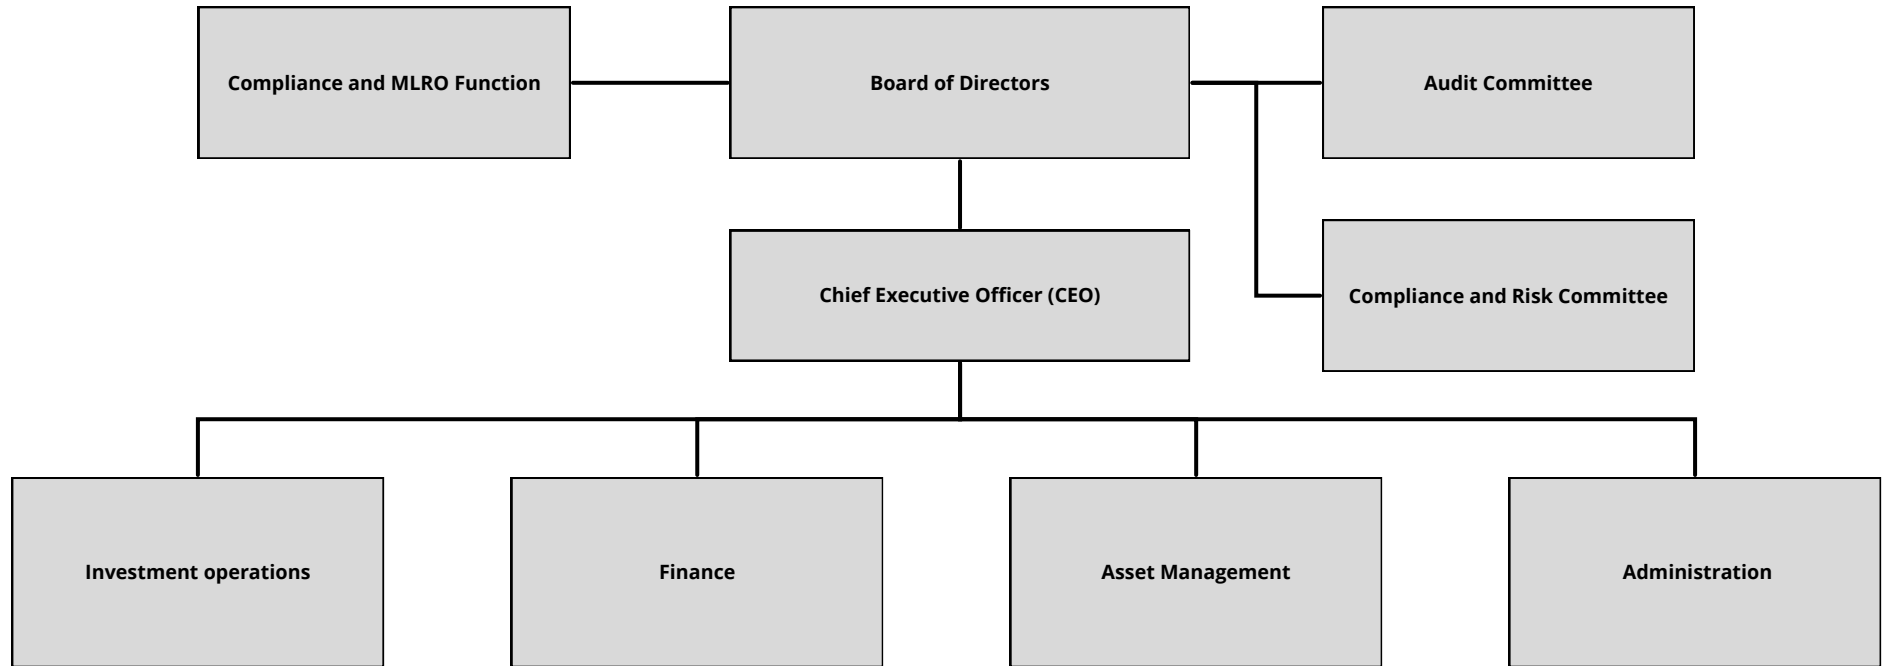 Compliance and MLRO Function
Board of Directors
Audit Committee
Chief Executive Officer (CEO)
Compliance and Risk Committee
Investment operations
Finance
Asset Management
Administration